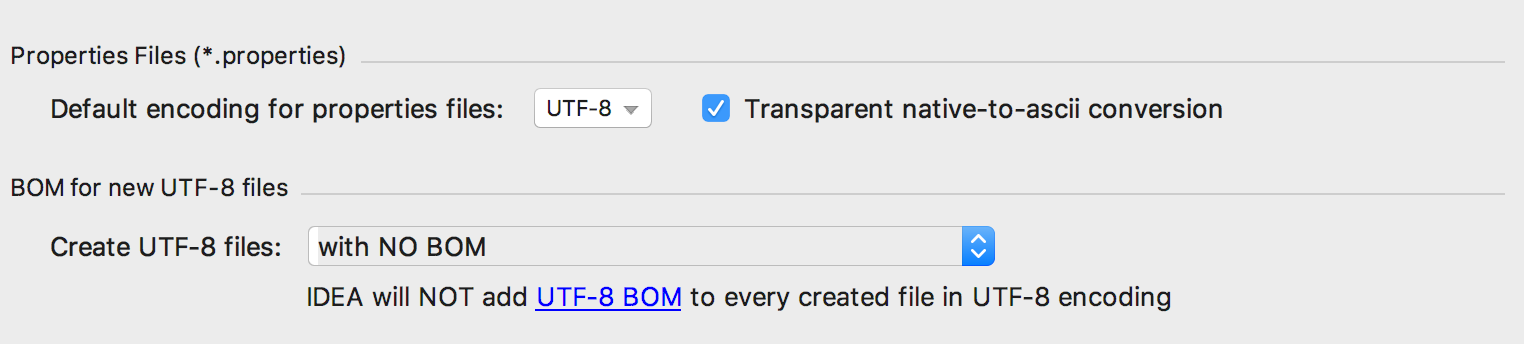 Properties Files (*.properties)
Default encoding for properties files: UTF-8 Transparent native-to-ascii conversion
BOM for new UTF-8 files
Create UTF-8 files: with NO BOM
IDEA will NOT add UTF-8 BOM to every created file in UTF-8 encoding